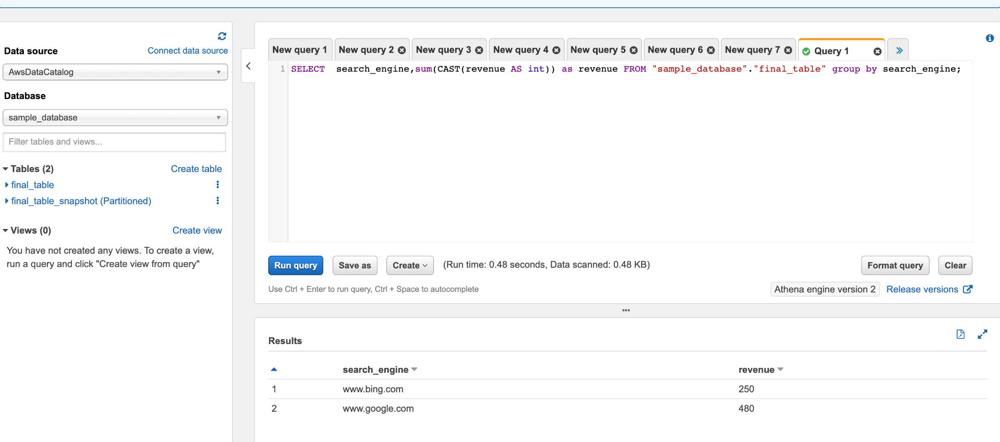 Data source
Connect data source
AwsDataCatalog
Database
sample_database
Filter tables and views...
Tables (2)
Create table
final_table
final_table_snapshot (Partitioned)
Views (0)
Create view
You have not created any views. To create a view,
run a query and click "Create view from query"
New query 1
New query 2
New query 3
New query 4
New query 5
New query 6
New query 7
Query 1
1
SELECT  search_engine,sum(CAST(revenue AS int)) as revenue FROM "sample_database"."final_table" group by search_engine;
Run query
Save as
Create
(Run time: 0.48 seconds, Data scanned: 0.48 KB)
Format query
Clear
Use Ctrl + Enter to run query, Ctrl + Space to autocomplete
Athena engine version 2
Release versions
Results
search_engine
revenue
1 www.bing.com 250
2 www.google.com 480